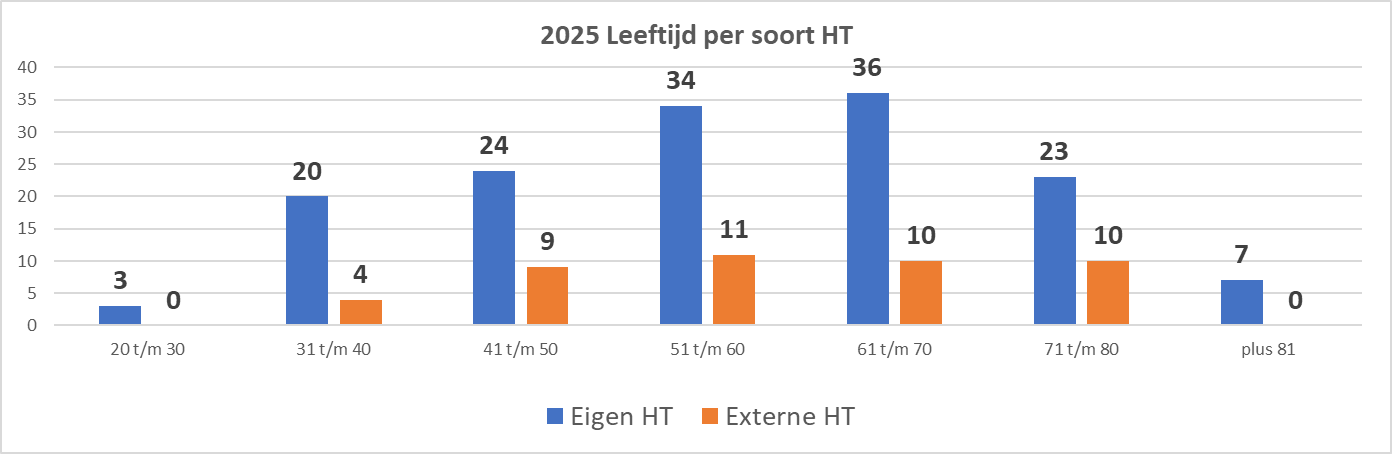 2025 Leeftijd per soort HT
40
35
30
25
20
15
10
5
0
3
0
20
4
24
9
34
11
36
10
23
10
7
0
20 t/m 30
31 t/m 40
41 t/m 50
51 t/m 60
61 t/m 70
71 t/m 80
plus 81
Eigen HT
Externe HT